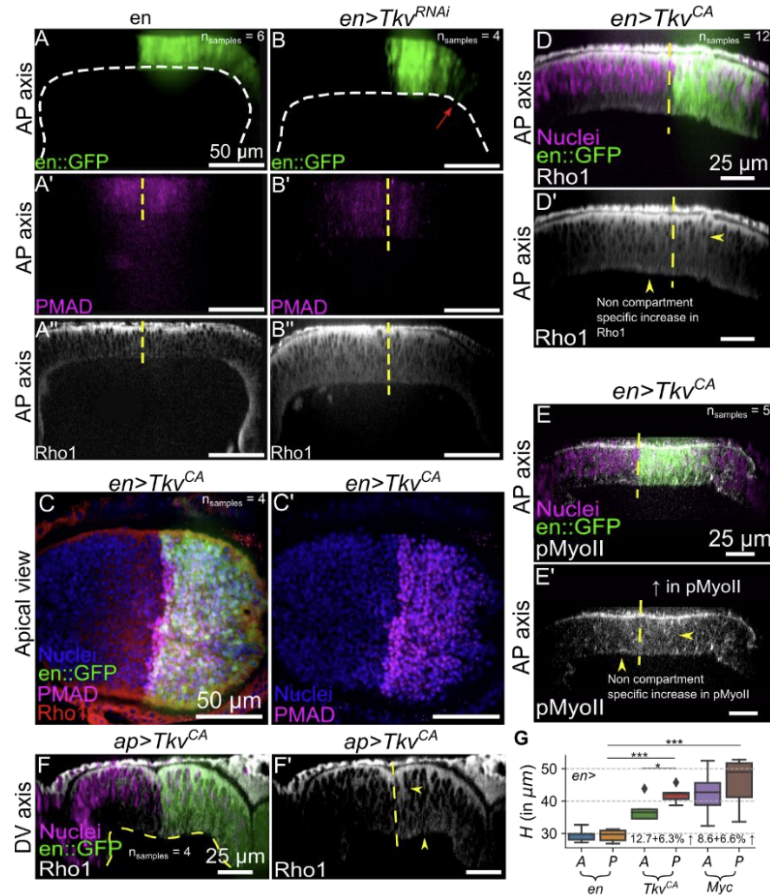 en
en>Tkv^RNAi
en>Tkv^CA
A
n_samples = 6
AP axis
en::GFP
50 μm
B
n_samples = 4
en::GFP
D
n_samples = 12
AP axis
Nuclei
en::GFP
Rho1
25 μm
A'
AP axis
PMAD
B'
PMAD
D'
AP axis
Non compartment
specific increase in
Rho1
Rho1
A"
AP axis
Rho1
B"
Rho1
en>Tkv^CA
E
n_samples = 5
AP axis
Nuclei
en::GFP
pMyoII
25 μm
E'
AP axis
↑ in pMyoII
Non compartment
specific increase in pMyoII
pMyoII
en>Tkv^CA
en>Tkv^CA
C
n_samples = 4
Apical view
Nuclei
en::GFP
PMAD
Rho1
50 μm
C'
Nuclei
PMAD
ap>Tkv^CA
ap>Tkv^CA
F
DV axis
Nuclei
en::GFP
n_samples = 4
25 μm
F'
Rho1
G
H (in μm)
50
40
30
en>
***
***
*
12.7+6.3% ↑
8.6+6.6% ↑
A P A P A P
en Tkv^CA Myc